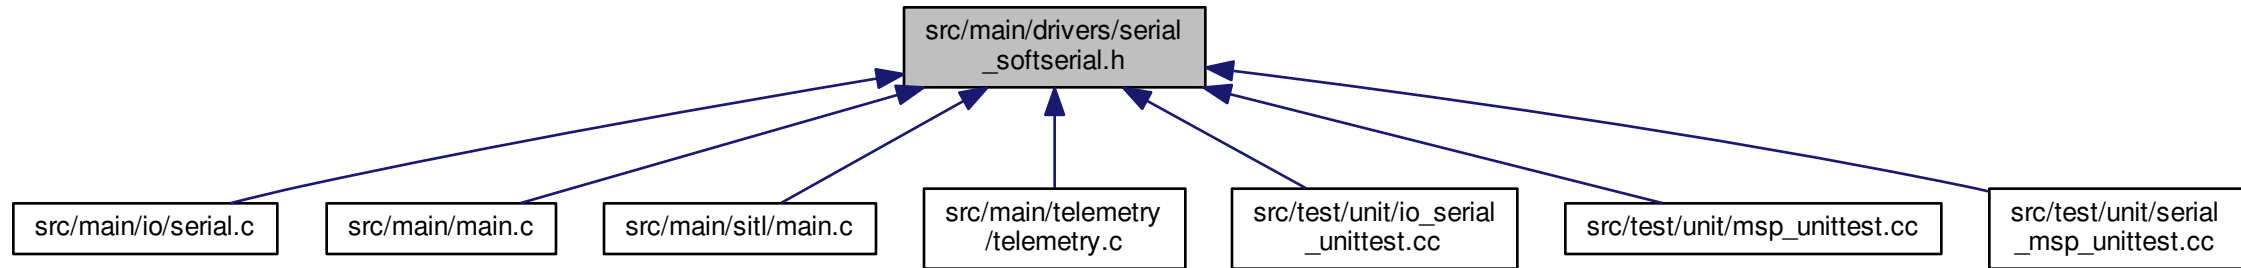 src/main/drivers/serial
_softserial.h
src/main/io/serial.c
src/main/main.c
src/main/sitl/main.c
src/main/telemetry
/telemetry.c
src/test/unit/io_serial
_unittest.cc
src/test/unit/msp_unittest.cc
src/test/unit/serial
_msp_unittest.cc